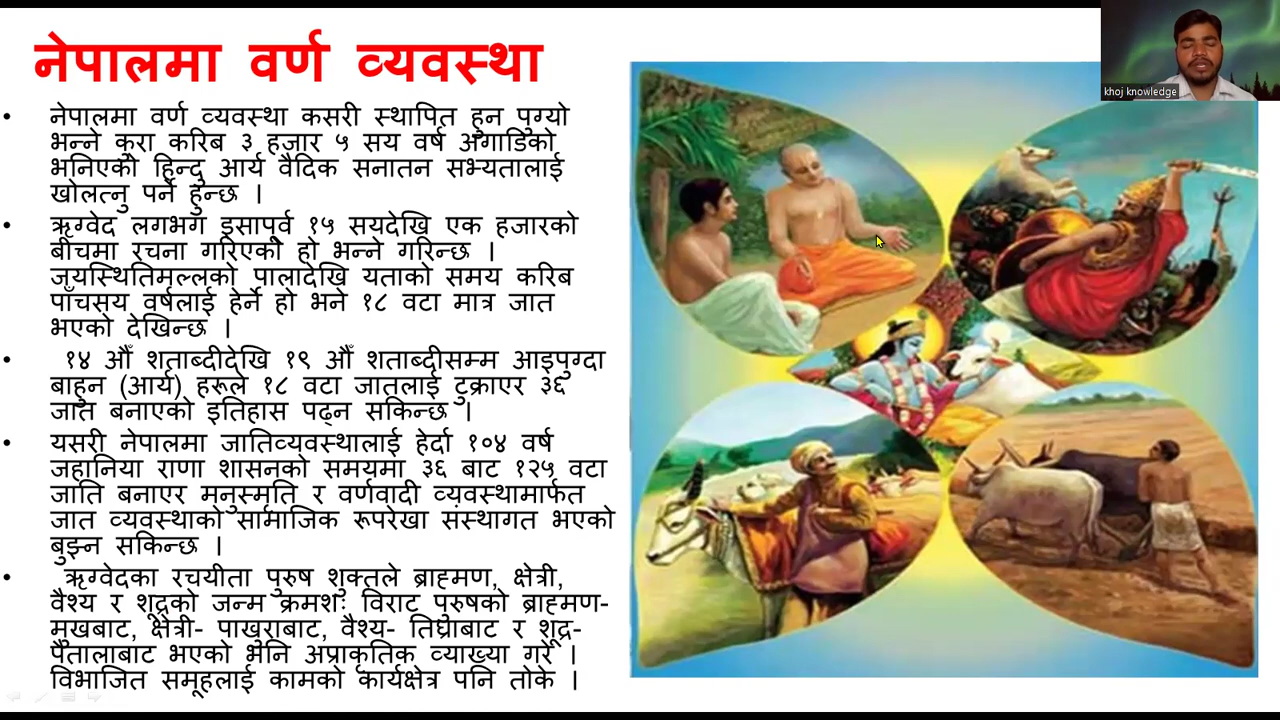 नेपालमा वर्ण व्यवस्था
khoj knowledge
• नेपालमा वर्ण व्यवस्था कसरी स्थापित हुन पुग्यो
भन्ने कुरा करिब ३ हजार ५ सय वर्ष अगाडिको
भनिएको हिन्दु आर्य वैदिक सनातन सभ्यतालाई
खोलत्नु पर्ने हुन्छ ।
• ऋग्वेद लगभग इसापूर्व १५ सयदेखि एक हजारको
बीचमा रचना गरिएको हो भन्ने गरिन्छ ।
जयस्थितिमल्लको पालादेखि यताको समय करिब
पाँचसय वर्षलाई हेर्ने हो भने १८ वटा मात्र जात
भएको देखिन्छ ।
• १४ औँ शताब्दीदेखि १९ औँ शताब्दीसम्म आइपुग्दा
बाहुन (आर्य) हरूले १८ वटा जातलाई टुक्राएर ३६
जात बनाएको इतिहास पढ्न सकिन्छ ।
• यसरी नेपालमा जातिव्यवस्थालाई हेर्दा १०४ वर्ष
जहानिया राणा शासनको समयमा ३६ बाट १२५ वटा
जाति बनाएर मनुस्मृति र वर्णवादी व्यवस्थामार्फत
जात व्यवस्थाको सामाजिक रूपरेखा संस्थागत भएको
बुझ्न सकिन्छ ।
• ऋग्वेदका रचयीता पुरुष शुक्तले ब्राह्मण, क्षेत्री,
वैश्य र शूद्रको जन्म क्रमशः विराट पुरुषको ब्राह्मण-
मुखबाट, क्षेत्री- पाखुराबाट, वैश्य- तिघ्राबाट र शूद्र-
पैतालाबाट भएको भनि अप्राकृतिक व्याख्या गरे ।
विभाजित समूहलाई कामको कार्यक्षेत्र पनि तोके ।